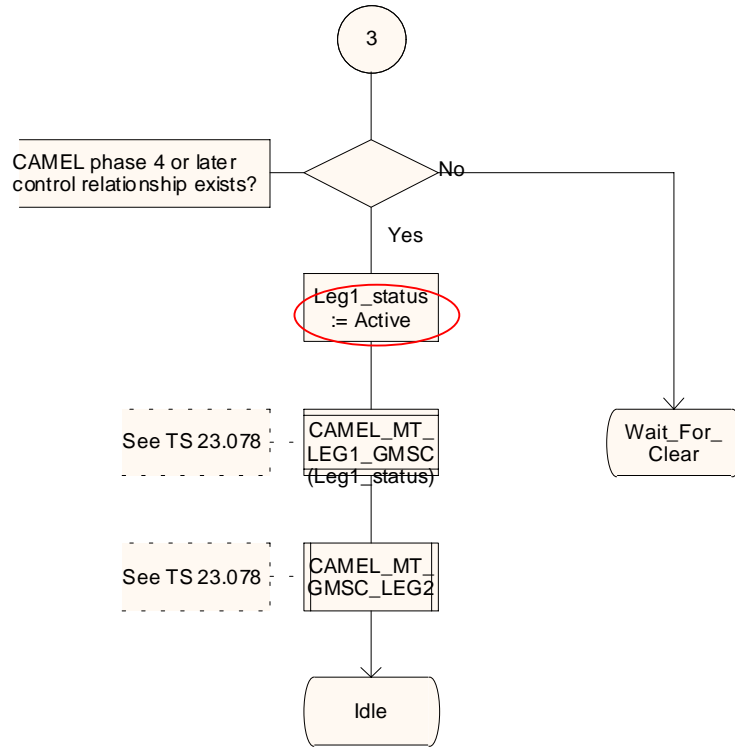 3
CAMEL phase 4 or later
control relationship exists?
No
Yes
Leg1_status
:= Active
See TS 23.078
CAMEL_MT_
LEG1_GMSC
(Leg1_status)
Wait_For_
Clear
See TS 23.078
CAMEL_MT_
GMSC_LEG2
Idle